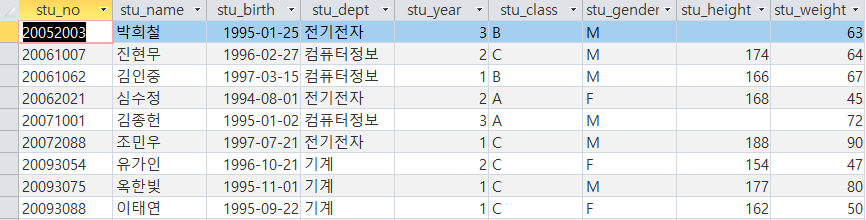 stu_no stu_name stu_birth stu_dept stu_year stu_class stu_gender stu_height stu_weight
20052003 박희철 1995-01-25 전기전자 3 B M 63
20061007 진현무 1996-02-27 컴퓨터정보 2 C M 174 64
20061062 김인중 1997-03-15 컴퓨터정보 1 B M 166 67
20062021 심수정 1994-08-01 전기전자 2 A F 168 45
20071001 김종헌 1995-01-02 컴퓨터정보 3 A M 72
20072088 조민우 1997-07-21 전기전자 1 C M 188 90
20093054 유가인 1996-10-21 기계 2 C F 154 47
20093075 옥한빛 1995-11-01 기계 1 C M 177 80
20093088 이태연 1995-09-22 기계 1 C F 162 50